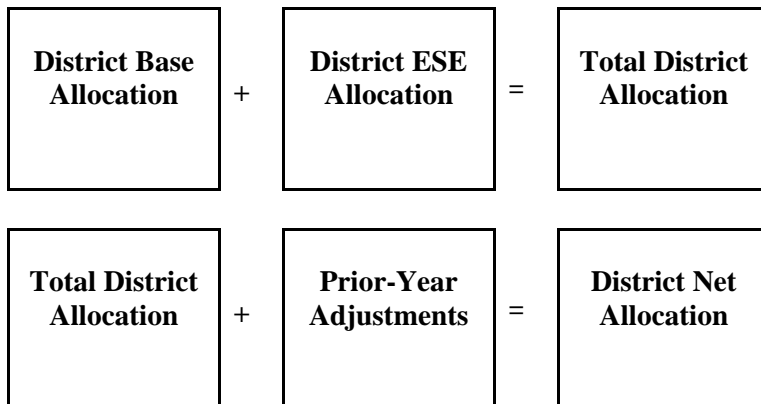 District Base District ESE Total District
Allocation + Allocation = Allocation
Total District Prior-Year District Net
Allocation + Adjustments = Allocation